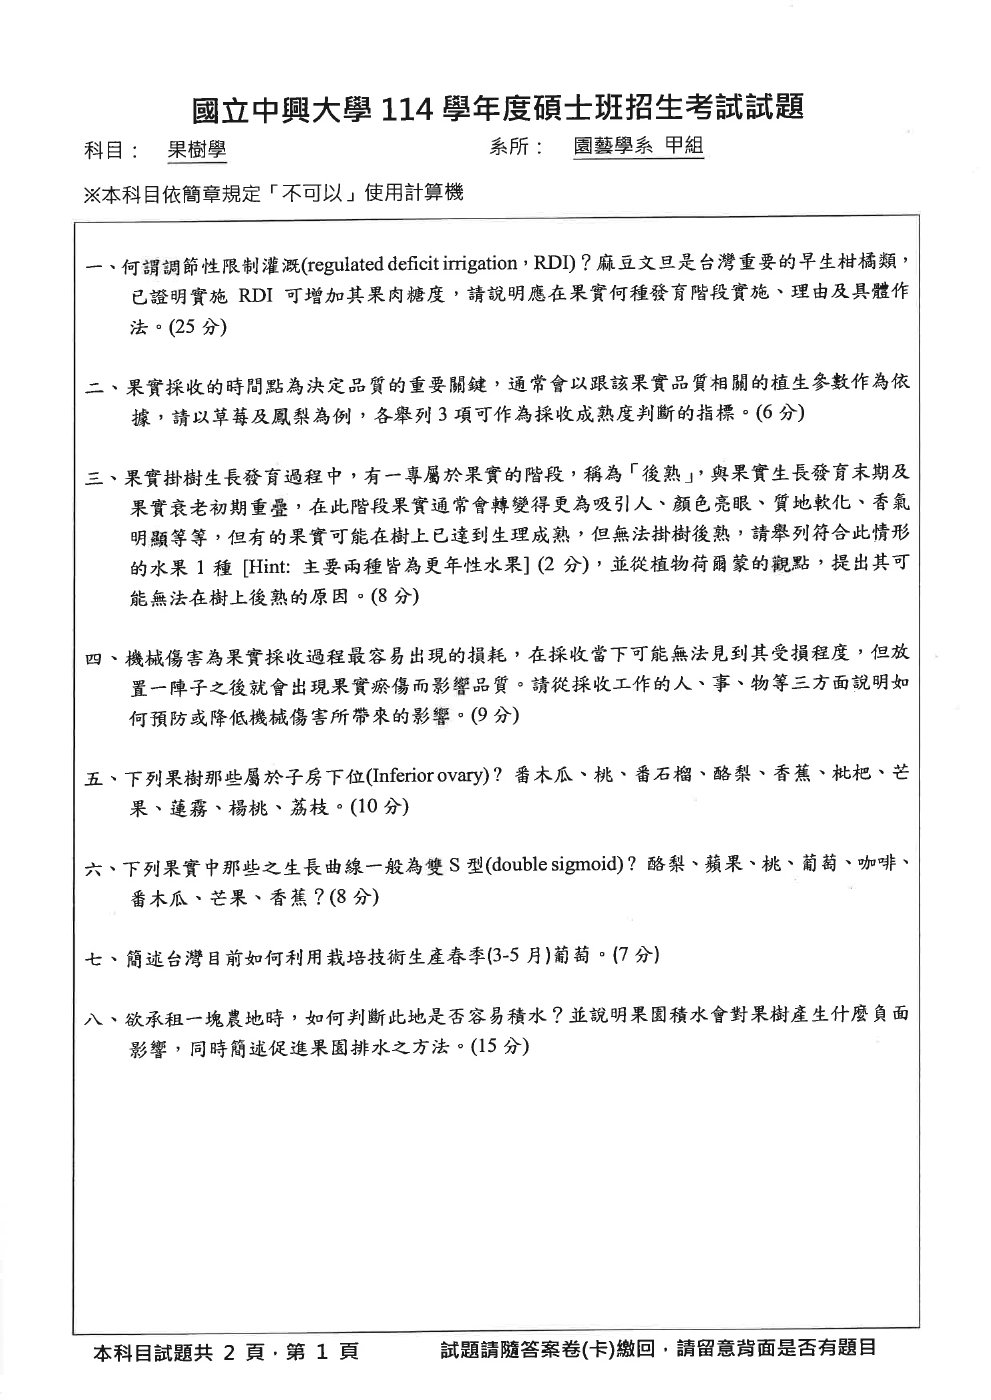 國立中興大學 114 學年度碩士班招生考試試題
科目： 果樹學 系所： 園藝學系 甲組
※本科目依簡章規定「不可以」使用計算機
一、何謂調節性限制灌溉(regulated deficit irrigation，RDI)？麻豆文旦是台灣重要的早生柑橘類，
已證明實施 RDI 可增加其果肉糖度，請說明應在果實何種發育階段實施、理由及具體作
法。(25 分)
二、果實採收的時間點為決定品質的重要關鍵，通常會以跟該果實品質相關的植生參數作為依
據，請以草莓及鳳梨為例，各舉列 3 項可作為採收成熟度判斷的指標。(6 分)
三、果實掛樹生長發育過程中，有一專屬於果實的階段，稱為「後熟」，與果實生長發育末期及
果實衰老初期重疊，在此階段果實通常會轉變得更為吸引人、顏色亮眼、質地軟化、香氣
明顯等等，但有的果實可能在樹上已達到生理成熟，但無法掛樹後熟，請舉列符合此情形
的水果 1 種 [Hint: 主要兩種皆為更年性水果] (2 分)，並從植物荷爾蒙的觀點，提出其可
能無法在樹上後熟的原因。(8 分)
四、機械傷害為果實採收過程最容易出現的損耗，在採收當下可能無法見到其受損程度，但放
置一陣子之後就會出現果實瘀傷而影響品質。請從採收工作的人、事、物等三方面說明如
何預防或降低機械傷害所帶來的影響。(9 分)
五、下列果樹那些屬於子房下位(Inferior ovary)？番木瓜、桃、番石榴、酪梨、香蕉、枇杷、芒
果、蓮霧、楊桃、荔枝。(10 分)
六、下列果實中那些之生長曲線一般為雙 S 型(double sigmoid)？酪梨、蘋果、桃、葡萄、咖啡、
番木瓜、芒果、香蕉？(8 分)
七、簡述台灣目前如何利用栽培技術生產春季(3-5 月)葡萄。(7 分)
八、欲承租一塊農地時，如何判斷此地是否容易積水？並說明果園積水會對果樹產生什麼負面
影響，同時簡述促進果園排水之方法。(15 分)
本科目試題共 2 頁，第 1 頁 試題請隨答案卷(卡)繳回，請留意背面是否有題目